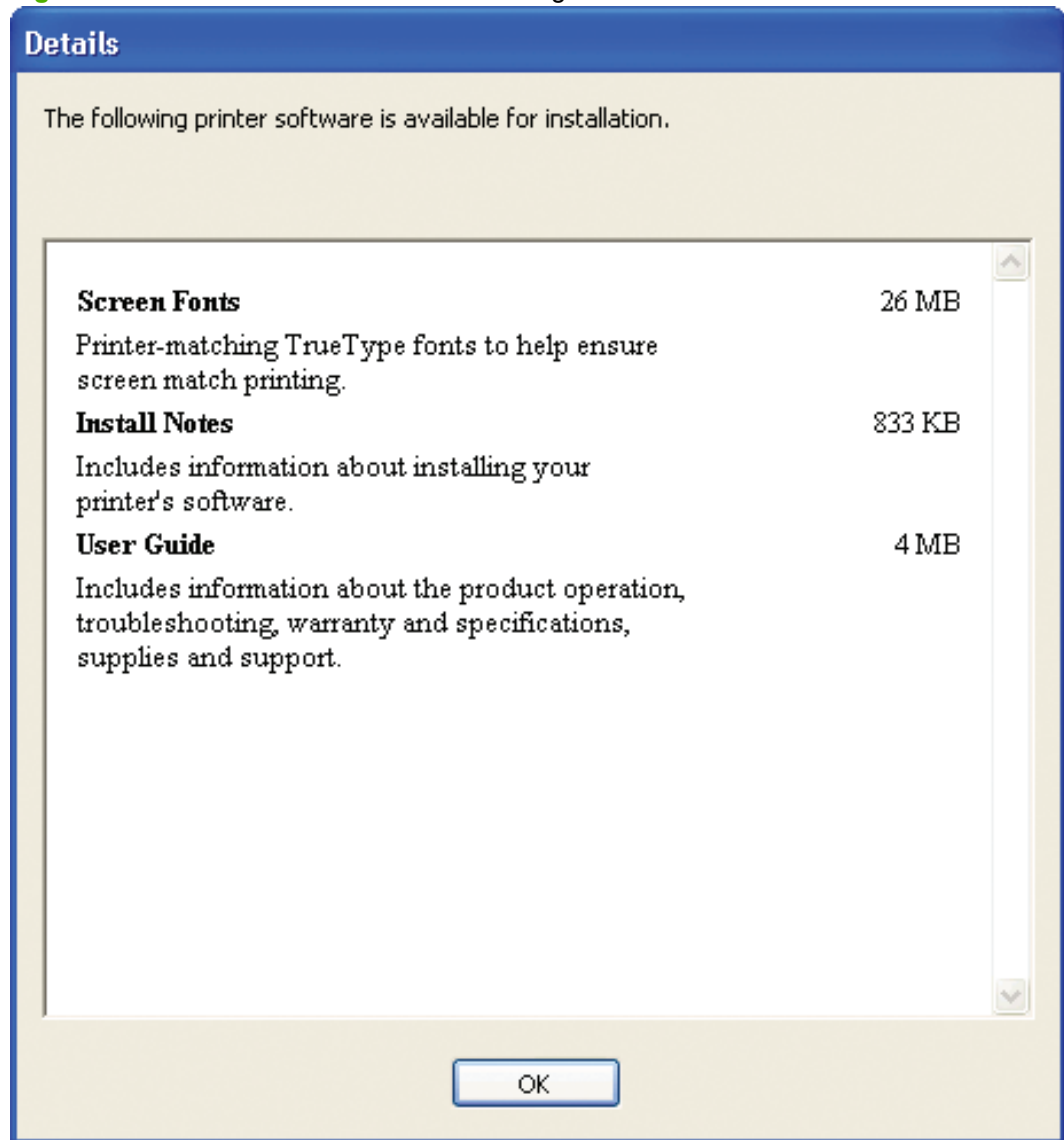 Details
The following printer software is available for installation.
Screen Fonts 26 MB
Printer-matching TrueType fonts to help ensure
screen match printing.
Install Notes 833 KB
Includes information about installing your
printer's software.
User Guide 4 MB
Includes information about the product operation,
troubleshooting, warranty and specifications,
supplies and support.
OK